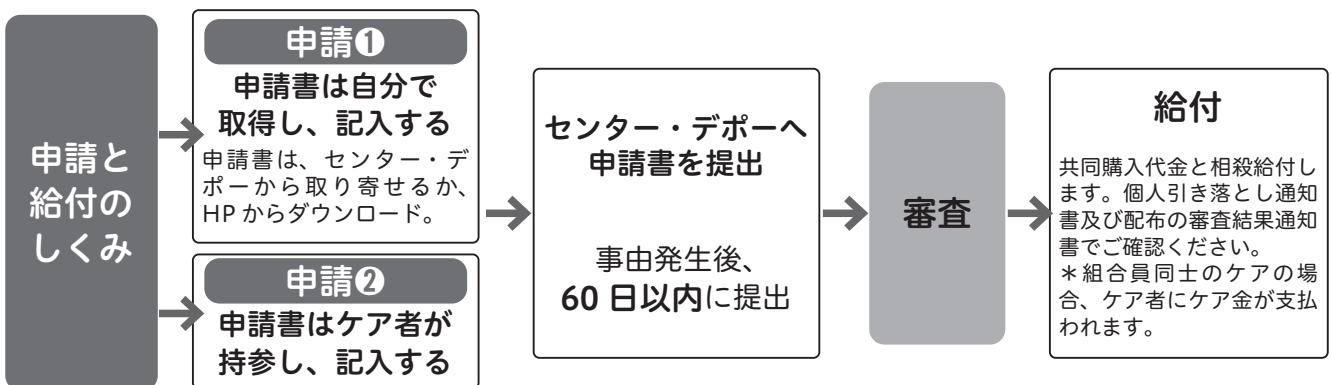 申請と
給付の
しくみ
申請❶
申請書は自分で
取得し、記入する
申請書は、センター・デ
ポーから取り寄せるか、
HP からダウンロード。
申請❷
申請書はケア者が
持参し、記入する
センター・デポーへ
申請書を提出
事由発生後、
60 日以内に提出
審査
給付
共同購入代金と相殺給付し
ます。個人引き落とし通知
書及び配布の審査結果通知
書でご確認ください。
＊組合員同士のケアの場
合、ケア者にケア金が支払
われます。